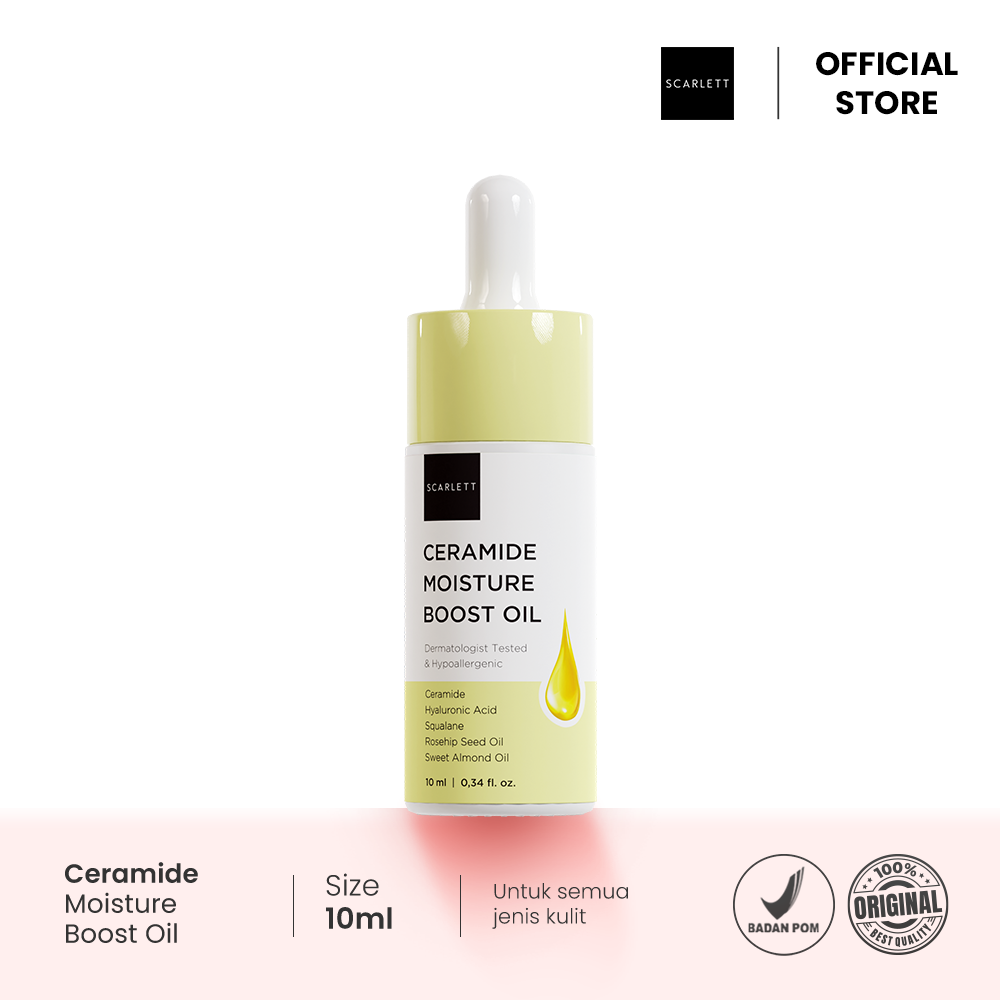 SCARLETT
OFFICIAL
STORE
SCARLETT
CERAMIDE
MOISTURE
BOOST OIL
Dermatologist Tested
& Hypoallergenic
Ceramide
Hyaluronic Acid
Squalane
Rosehip Seed Oil
Sweet Almond Oil
10 ml | 0,34 fl. oz.
Ceramide
Moisture
Boost Oil
Size
10ml
Untuk semua
jenis kulit
BADAN POM
100%
ORIGINAL
BEST QUALITY